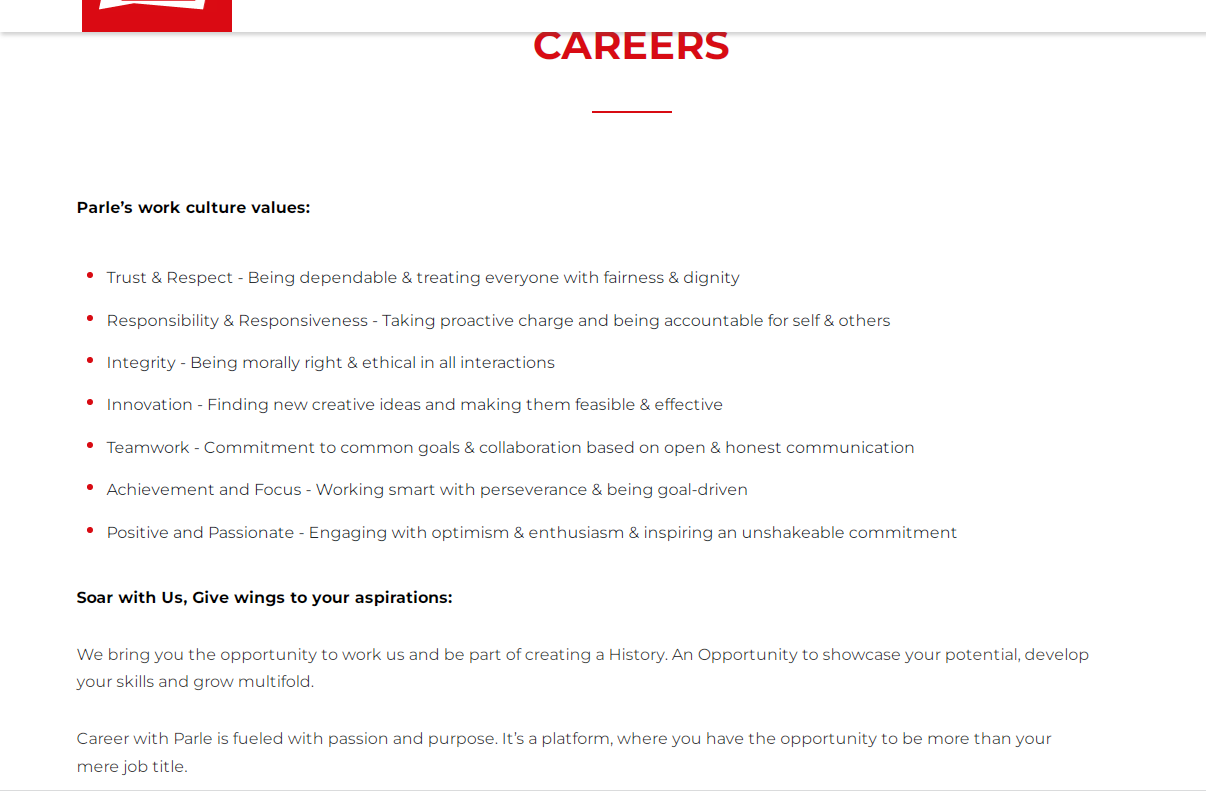 CAREERS
Parle’s work culture values:
Trust & Respect - Being dependable & treating everyone with fairness & dignity
Responsibility & Responsiveness - Taking proactive charge and being accountable for self & others
Integrity - Being morally right & ethical in all interactions
Innovation - Finding new creative ideas and making them feasible & effective
Teamwork - Commitment to common goals & collaboration based on open & honest communication
Achievement and Focus - Working smart with perseverance & being goal-driven
Positive and Passionate - Engaging with optimism & enthusiasm & inspiring an unshakeable commitment
Soar with Us, Give wings to your aspirations:
We bring you the opportunity to work us and be part of creating a History. An Opportunity to showcase your potential, develop
your skills and grow multifold.
Career with Parle is fueled with passion and purpose. It’s a platform, where you have the opportunity to be more than your
mere job title.